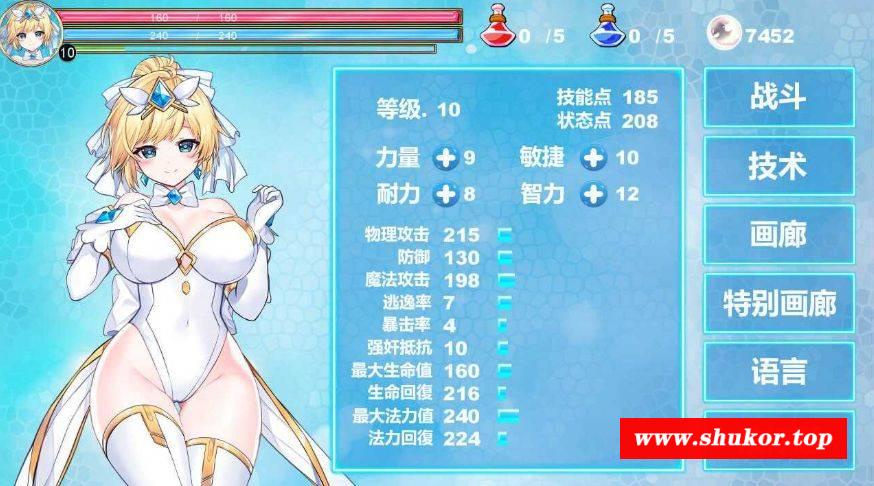 160 / 160
240 / 240
10
0 /5
0 /5
7452
等级. 10
技能点 185
状态点 208
力量 9
敏捷 10
耐力 8
智力 12
物理攻击 215
防御 130
魔法攻击 198
逃逸率 7
暴击率 4
强奸抵抗 10
最大生命值 160
生命回復 216
最大法力值 240
法力回復 224
战斗
技术
画廊
特别画廊
语言
www.shukor.top